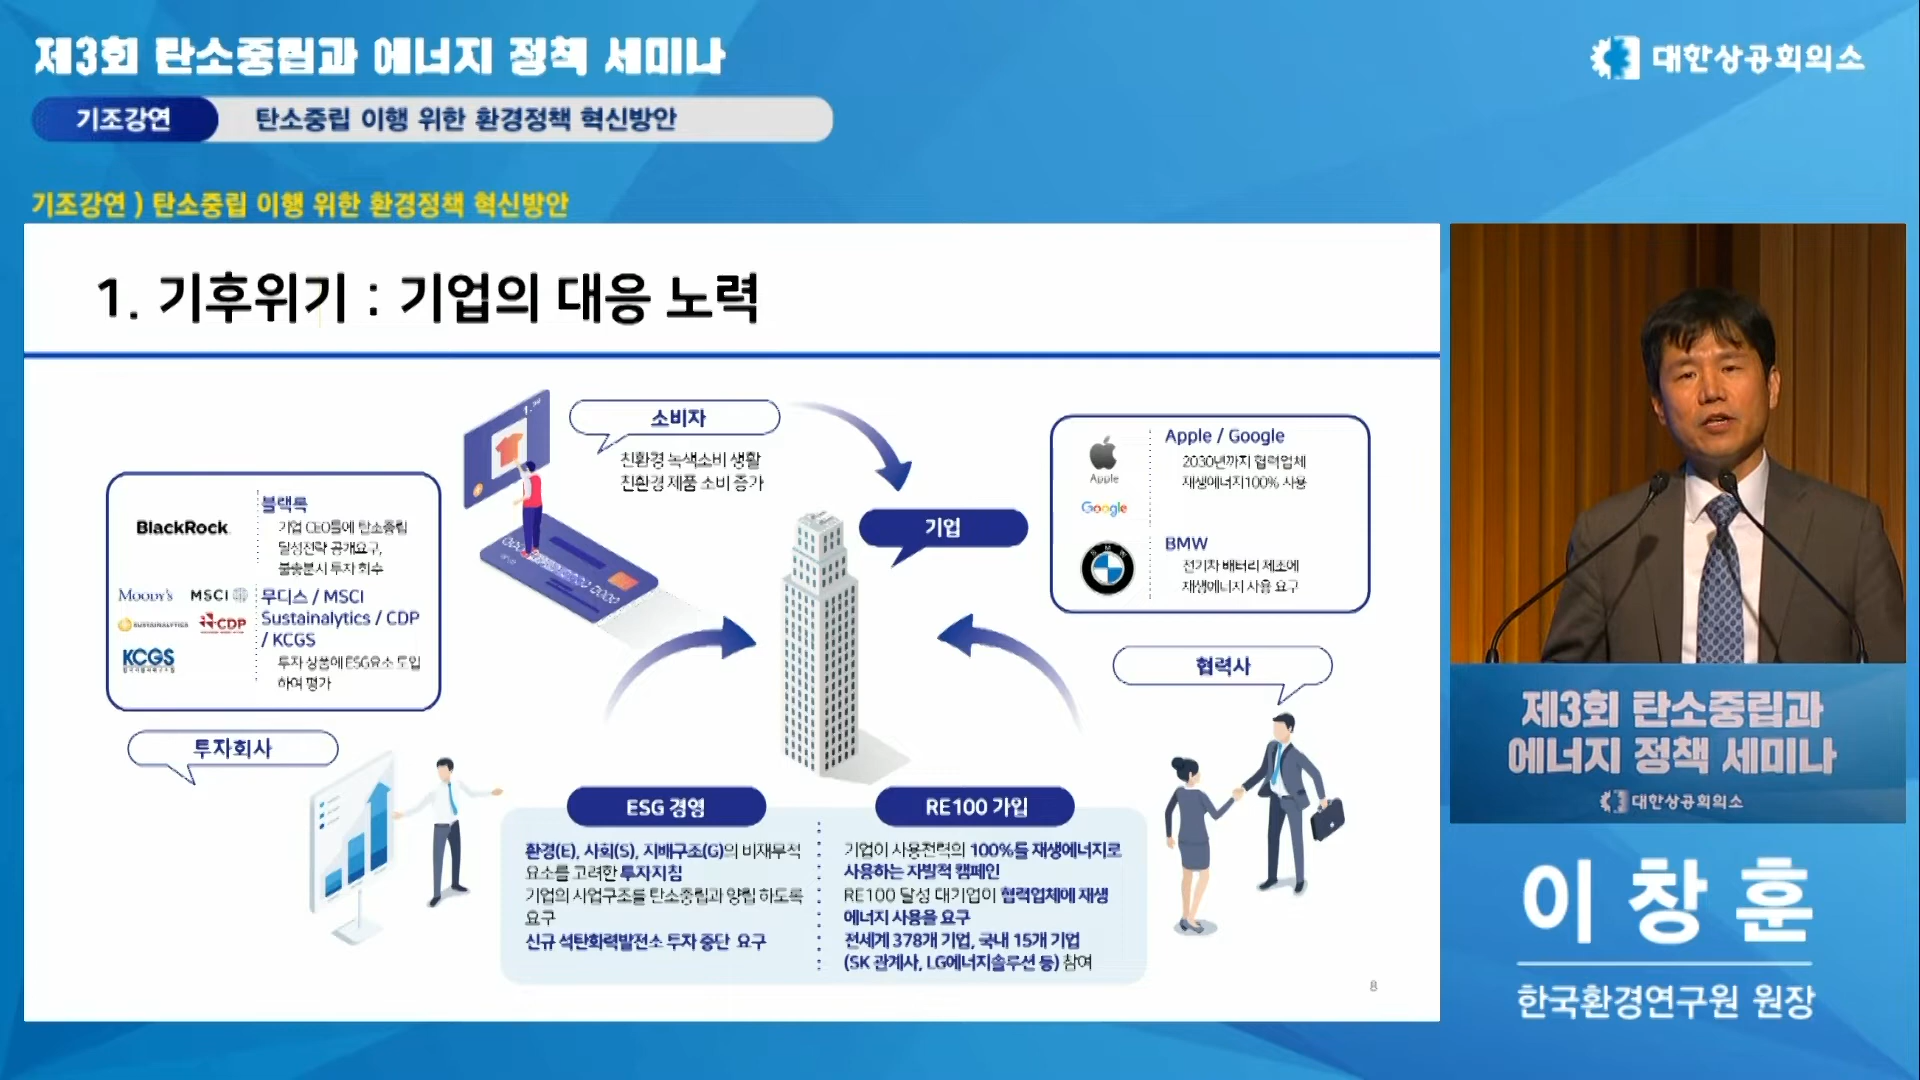 제3회 탄소중립과 에너지 정책 세미나
대한상공회의소
기조강연
탄소중립 이행 위한 환경정책 혁신방안
기조강연 ) 탄소중립 이행 위한 환경정책 혁신방안
1. 기후위기 : 기업의 대응 노력
소비자
친환경 녹색소비 생활
친환경 제품 소비 증가
기업
Apple
Google
Apple / Google
2030년까지 협력업체
재생에너지100% 사용
BMW
BMW
전기차 배터리 제조에
재생에너지 사용 요구
BlackRock
블랙록
기업 CEO들에 탄소중립
달성전략 공개요구,
불충분시 투자 회수
MOODY'S
MSCI
SUSTAINALYTICS
CDP
KCGS
무디스 / MSCI
Sustainalytics / CDP
/ KCGS
투자 상품에 ESG요소 도입
하여 평가
투자회사
협력사
ESG 경영
환경(E), 사회(S), 지배구조(G)의 비재무적
요소를 고려한 투자지침
기업의 사업구조를 탄소중립과 양립 하도록
요구
신규 석탄화력발전소 투자 중단 요구
RE100 가입
기업이 사용전력의 100%를 재생에너지로
사용하는 자발적 캠페인
RE100 달성 대기업이 협력업체에 재생
에너지 사용을 요구
전세계 378개 기업, 국내 15개 기업
(SK 관계사, LG에너지솔루션 등) 참여
8
제3회 탄소중립과
에너지 정책 세미나
대한상공회의소
이창훈
한국환경연구원 원장